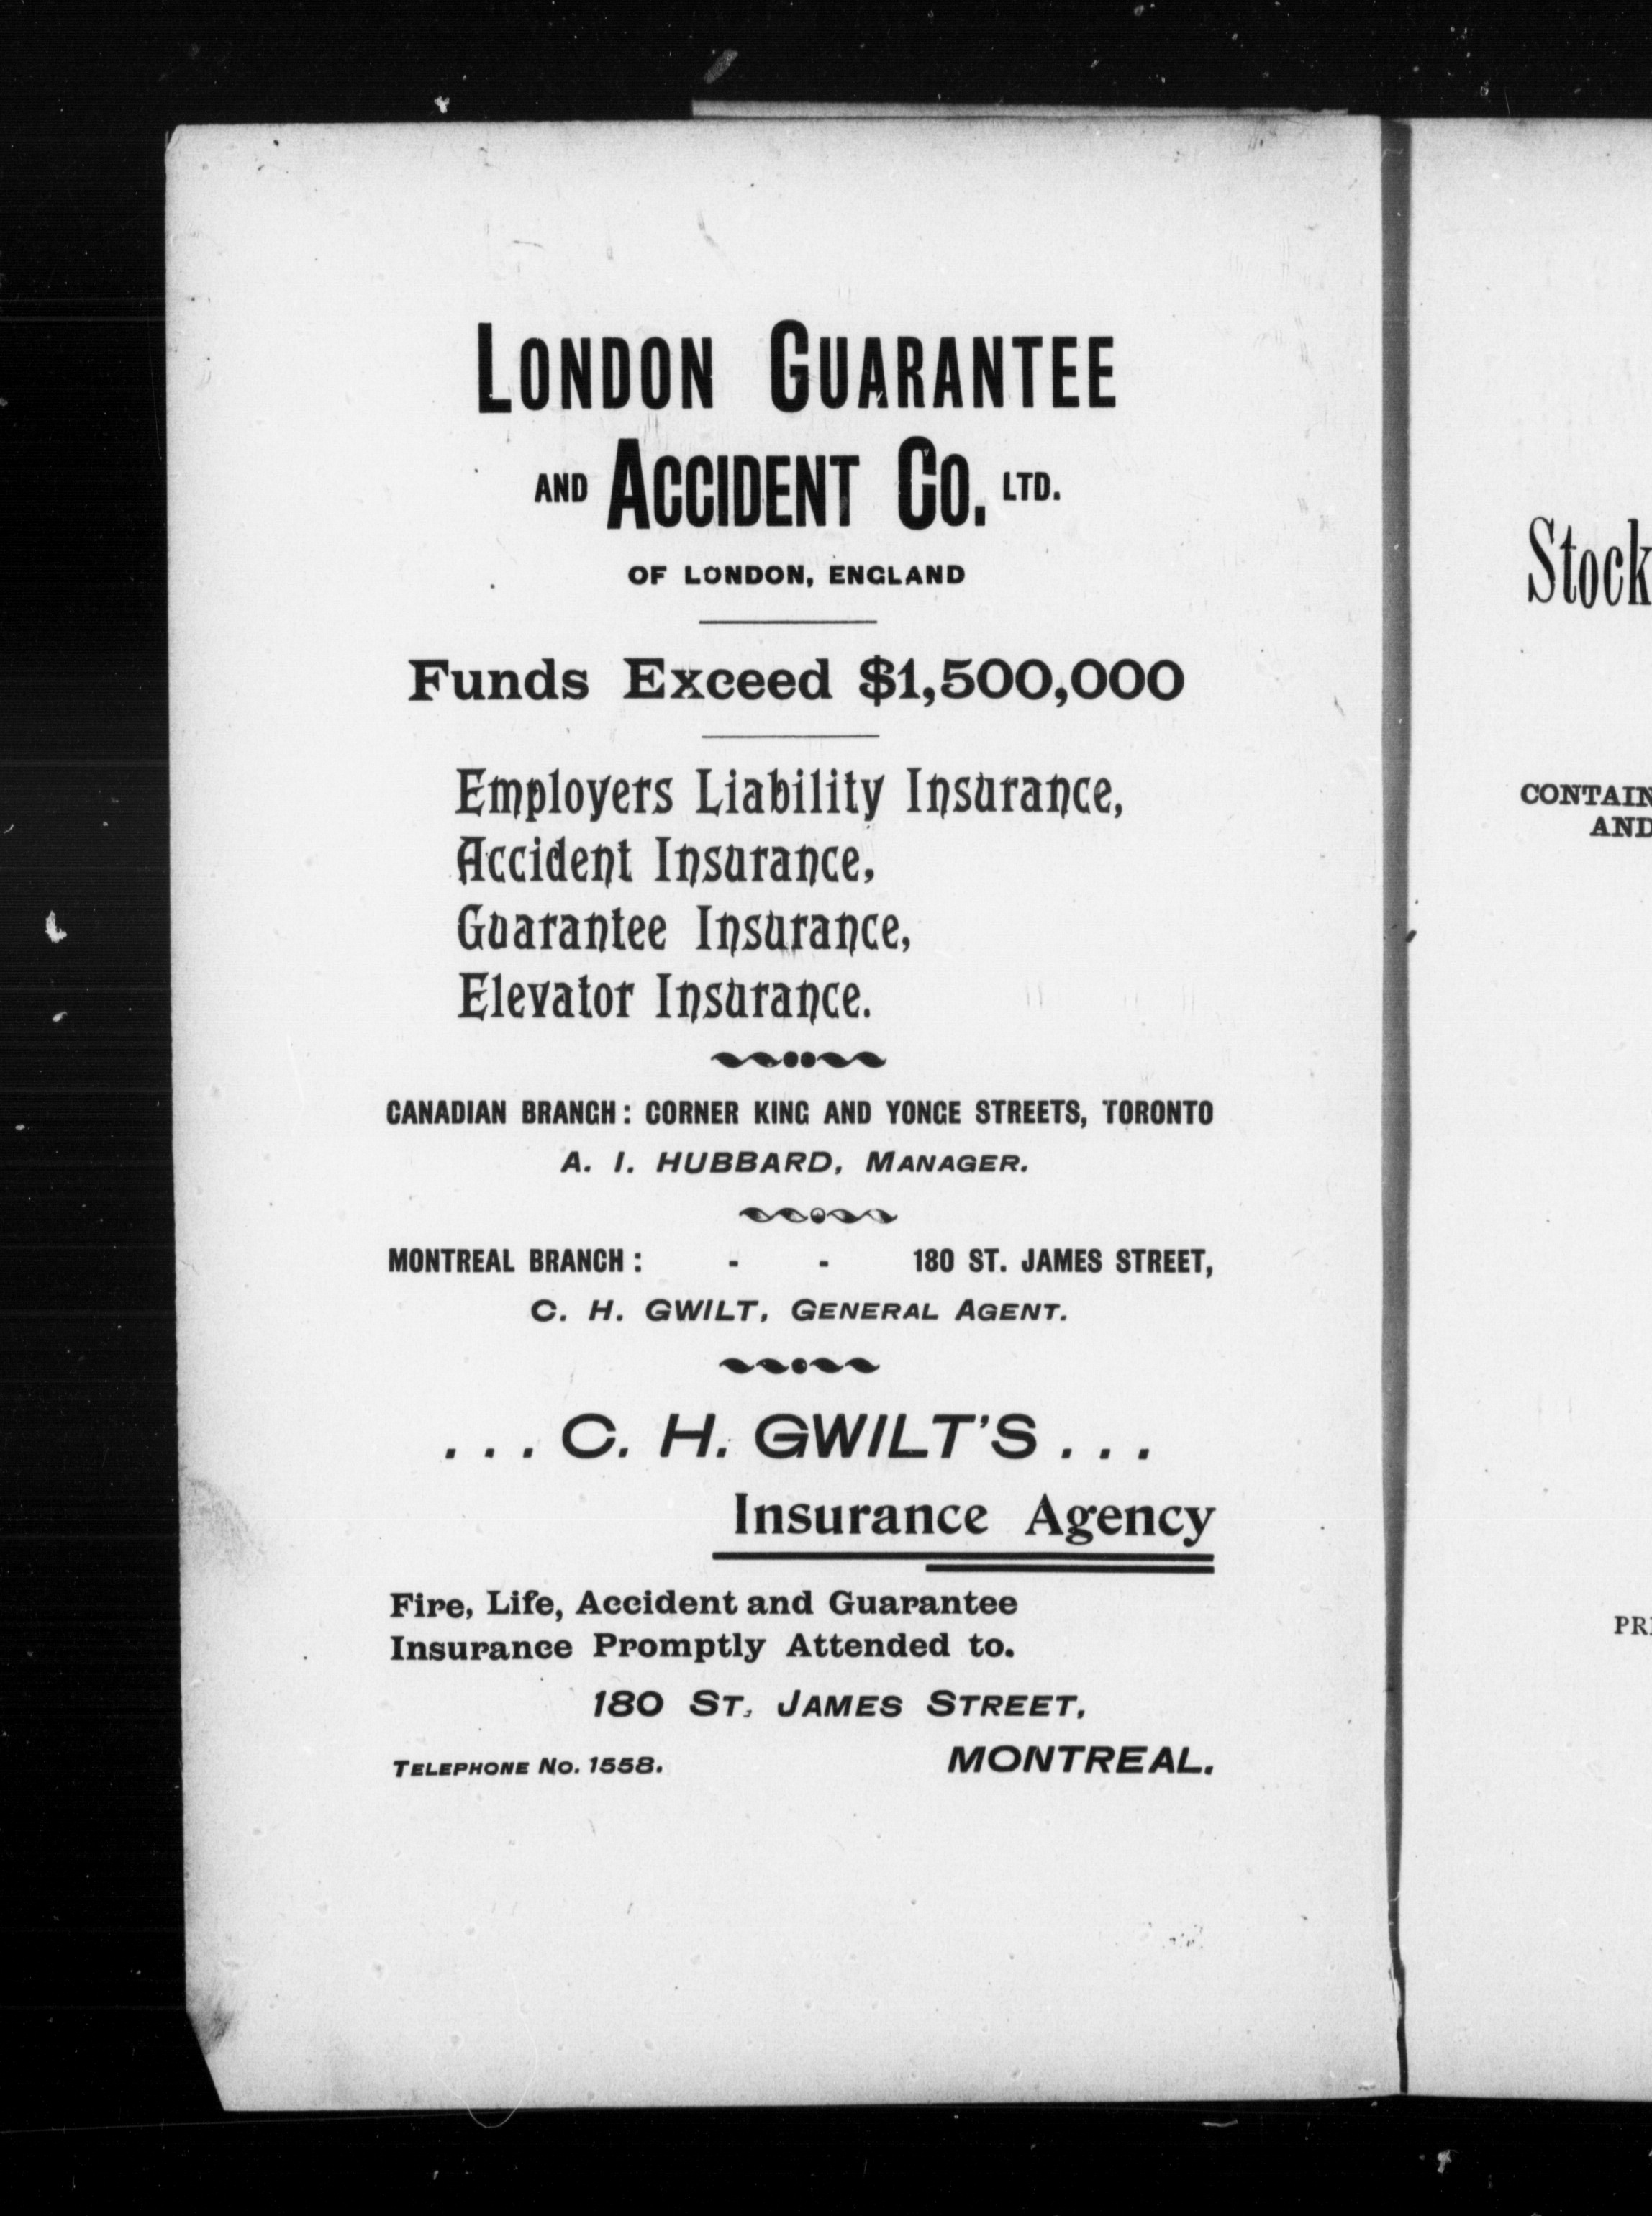 LONDON GUARANTEE
AND ACCIDENT CO. LTD.
OF LONDON, ENGLAND
Funds Exceed $1,500,000
Employers Liability Insurance,
Accident Insurance,
Guarantee Insurance,
Elevator Insurance.
CANADIAN BRANCH: CORNER KING AND YONGE STREETS, TORONTO
A. I. HUBBARD, MANAGER.
MONTREAL BRANCH: - - 180 ST. JAMES STREET,
C. H. GWILT, GENERAL AGENT.
...C. H. GWILT'S...
Insurance Agency
Fire, Life, Accident and Guarantee
Insurance Promptly Attended to.
180 ST. JAMES STREET,
TELEPHONE NO. 1558. MONTREAL.
Stock
AND